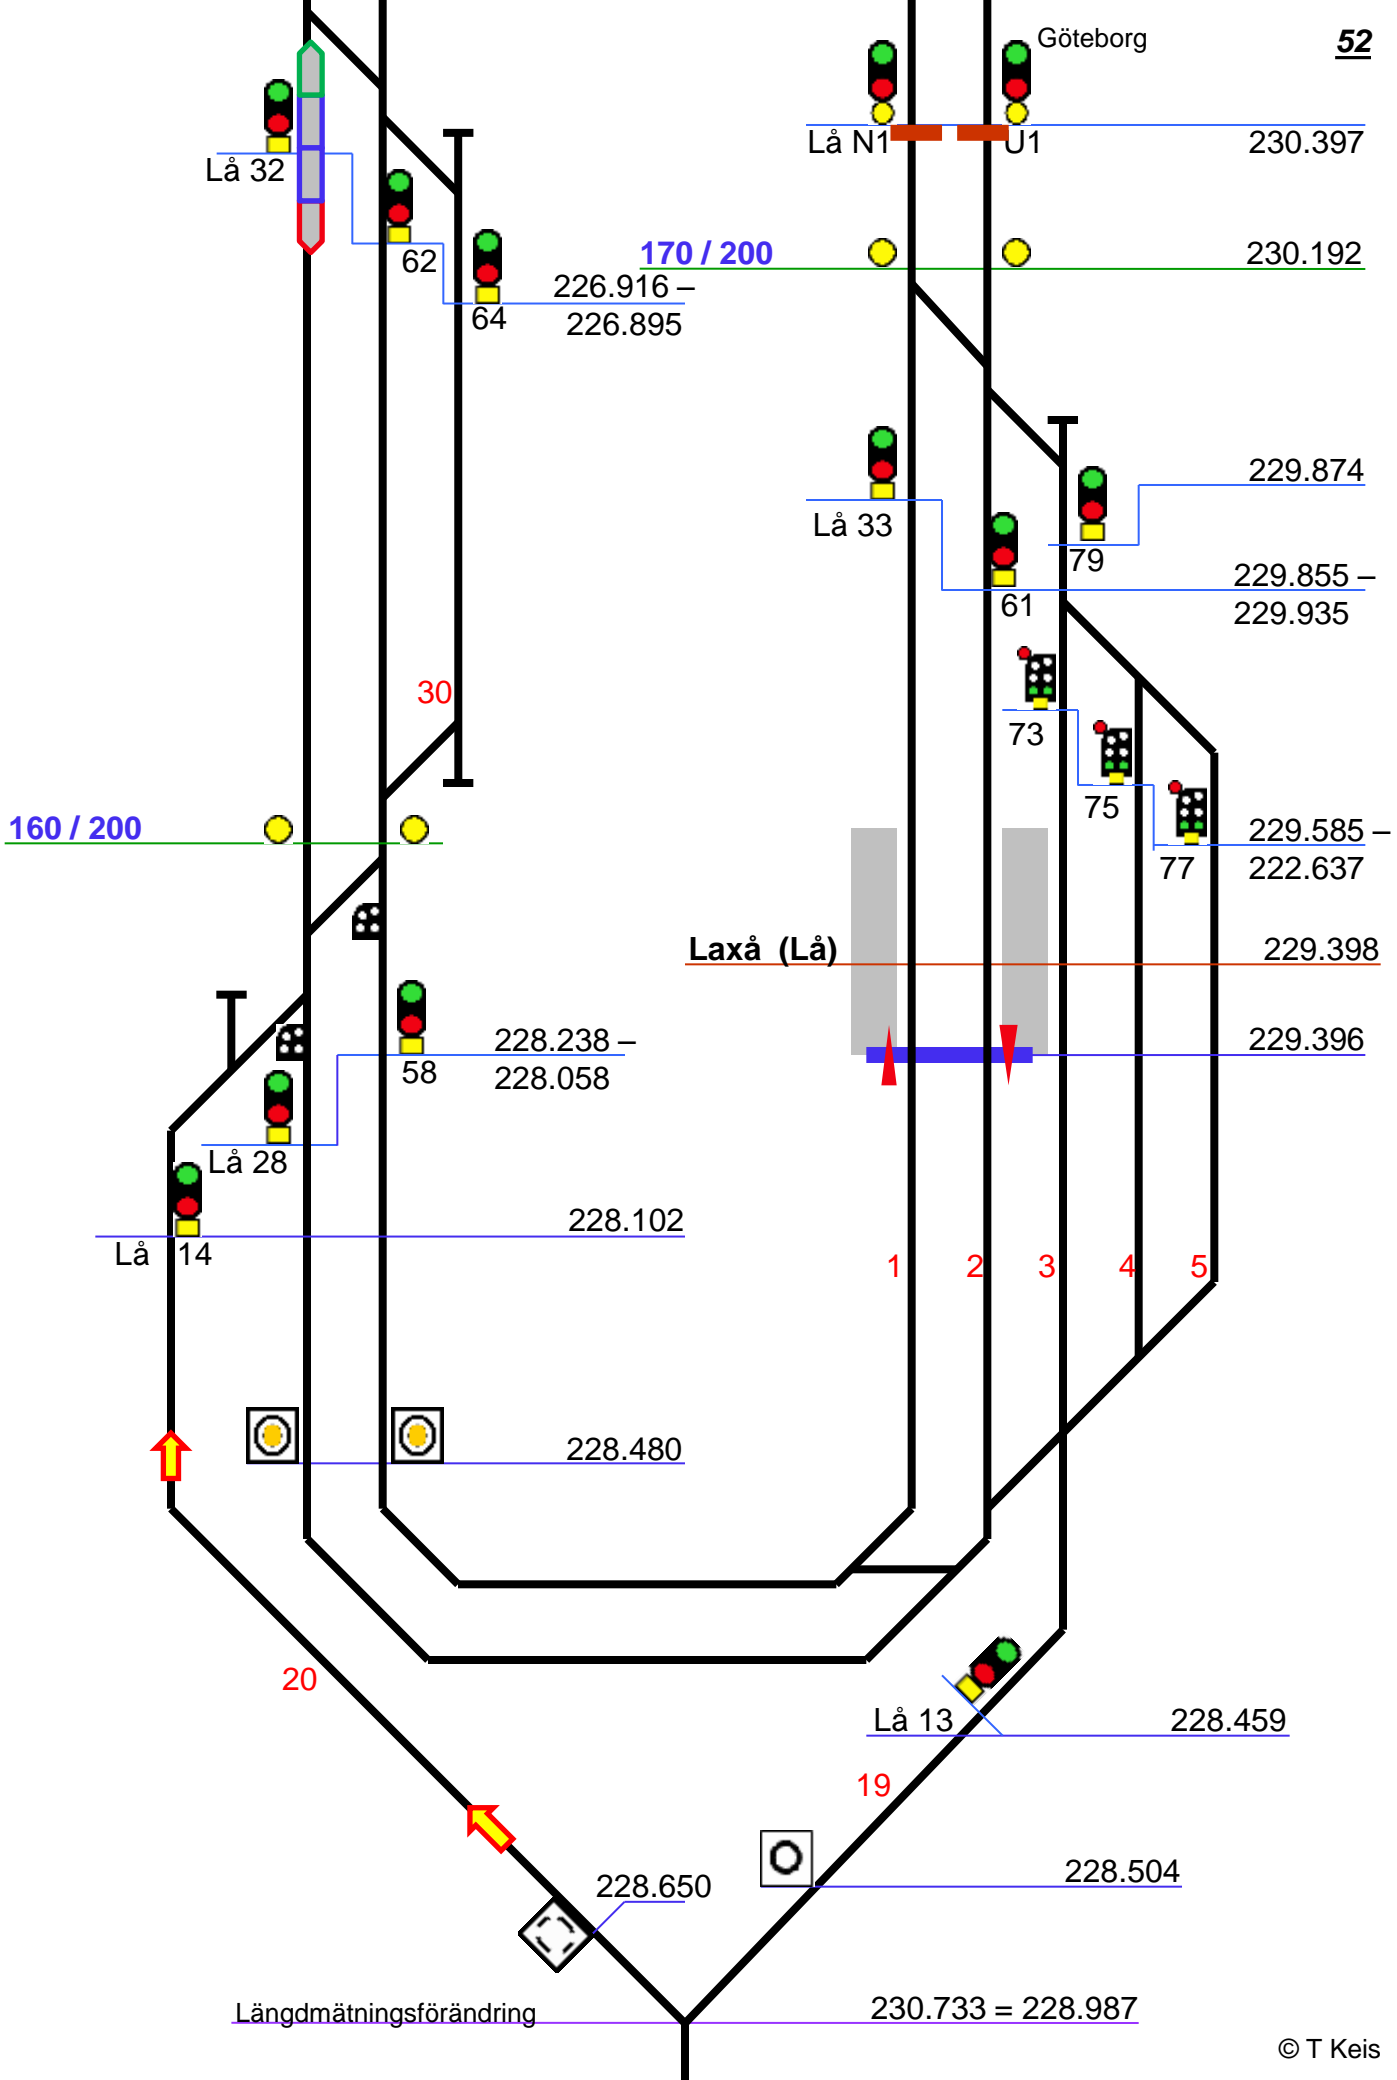 Göteborg
52
Lå N1
U1
230.397
Lå 32
62
64
226.916 –
226.895
170 / 200
230.192
229.874
Lå 33
79
61
229.855 –
229.935
30
73
75
77
160 / 200
229.585 –
222.637
Laxå (Lå)
229.398
58
228.238 –
228.058
229.396
Lå 28
228.102
Lå 14
1
2
3
4
5
228.480
20
Lå 13
228.459
19
228.650
228.504
Längdmätningsförändring
230.733 = 228.987
© T Keis